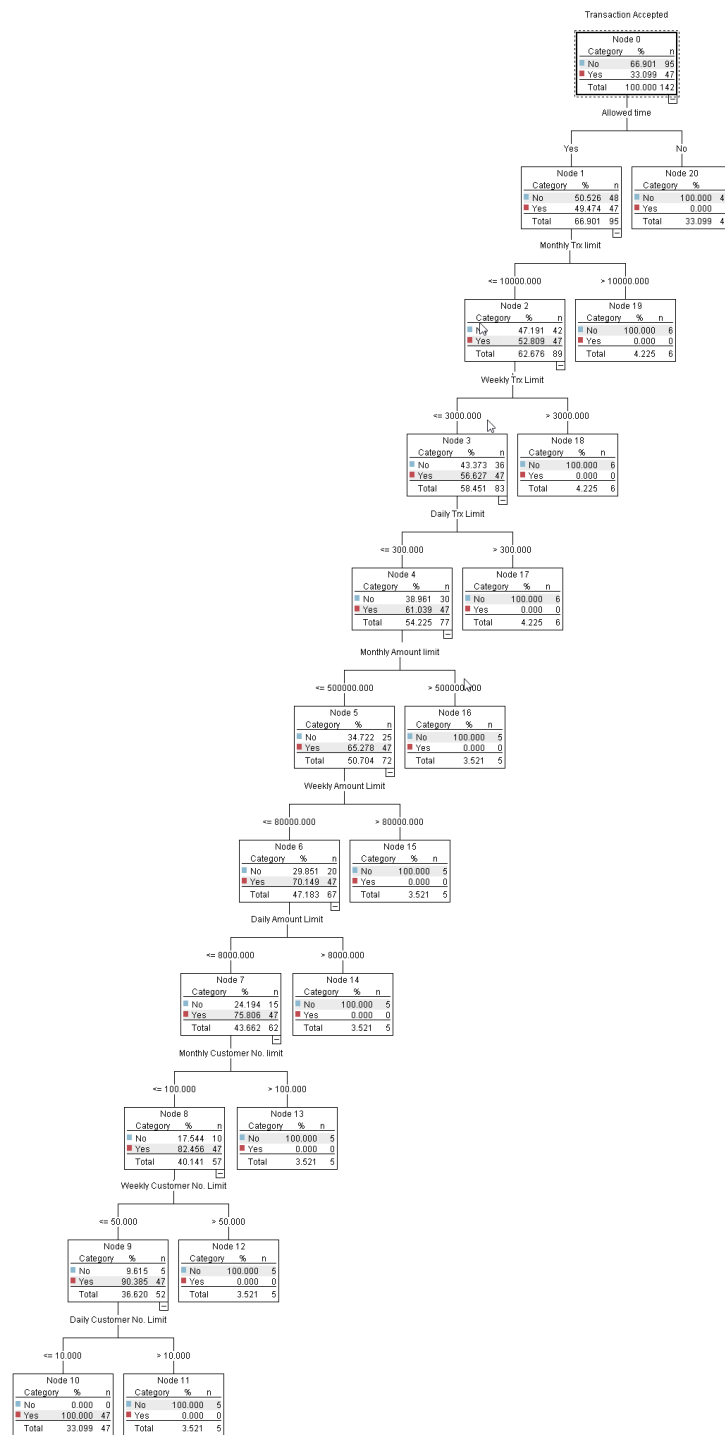 Transaction Accepted
Node 0
Category % n
No 66.901 95
Yes 33.099 47
Total 100.000 142
Allowed time
Yes No
Node 1
Category % n
No 50.526 48
Yes 49.474 47
Total 66.901 95
Node 20
Category %
No 100.000 4
Yes 0.000
Total 33.099 4
Monthly Trx limit
<= 10000.000 > 10000.000
Node 2
Category % n
47.191 42
Yes 52.809 47
Total 62.676 89
Node 19
Category % n
No 100.000 6
Yes 0.000 0
Total 4.225 6
Weekly Trx Limit
<= 3000.000 > 3000.000
Node 3
Category % n
No 43.373 36
Yes 56.627 47
Total 58.451 83
Node 18
Category % n
No 100.000 6
Yes 0.000 0
Total 4.225 6
Daily Trx Limit
<= 300.000 > 300.000
Node 4
Category % n
No 38.961 30
Yes 61.039 47
Total 54.225 77
Node 17
Category % n
No 100.000 6
Yes 0.000 0
Total 4.225 6
Monthly Amount limit
<= 500000.000 > 500000.000
Node 5
Category % n
No 34.722 25
Yes 65.278 47
Total 50.704 72
Node 16
Category % n
No 100.000 5
Yes 0.000 0
Total 3.521 5
Weekly Amount Limit
<= 80000.000 > 80000.000
Node 6
Category % n
No 29.851 20
Yes 70.149 47
Total 47.183 67
Node 15
Category % n
No 100.000 5
Yes 0.000 0
Total 3.521 5
Daily Amount Limit
<= 8000.000 > 8000.000
Node 7
Category % n
No 24.194 15
Yes 75.806 47
Total 43.662 62
Node 14
Category % n
No 100.000 5
Yes 0.000 0
Total 3.521 5
Monthly Customer No. limit
<= 100.000 > 100.000
Node 8
Category % n
No 17.544 10
Yes 82.456 47
Total 40.141 57
Node 13
Category % n
No 100.000 5
Yes 0.000 0
Total 3.521 5
Weekly Customer No. Limit
<= 50.000 > 50.000
Node 9
Category % n
No 9.615 5
Yes 90.385 47
Total 36.620 52
Node 12
Category % n
No 100.000 5
Yes 0.000 0
Total 3.521 5
Daily Customer No. Limit
<= 10.000 > 10.000
Node 10
Category % n
No 0.000 0
Yes 100.000 47
Total 33.099 47
Node 11
Category % n
No 100.000 5
Yes 0.000 0
Total 3.521 5